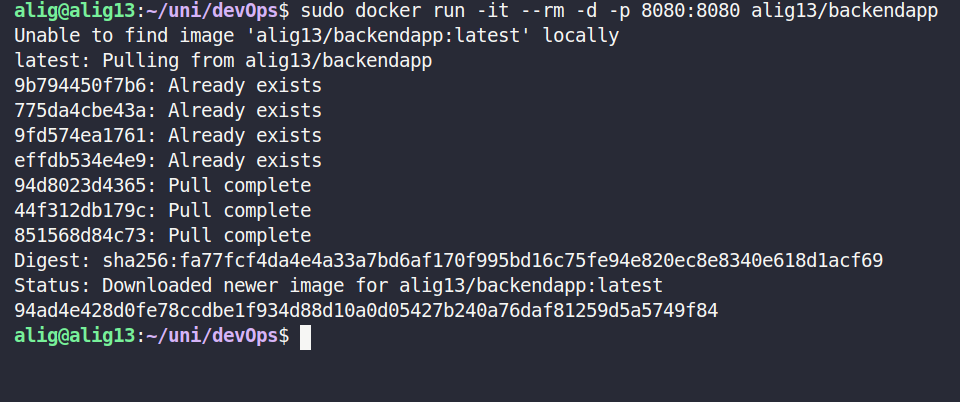 alig@alig13:~/uni/devOps$ sudo docker run -it --rm -d -p 8080:8080 alig13/backendapp
Unable to find image 'alig13/backendapp:latest' locally
latest: Pulling from alig13/backendapp
9b794450f7b6: Already exists
775da4cbe43a: Already exists
9fd574ea1761: Already exists
effdb534e4e9: Already exists
94d8023d4365: Pull complete
44f312db179c: Pull complete
851568d84c73: Pull complete
Digest: sha256:fa77fcf4da4e4a33a7bd6af170f995bd16c75fe94e820ec8e8340e618d1acf69
Status: Downloaded newer image for alig13/backendapp:latest
94ad4e428d0fe78ccdbe1f934d88d10a0d05427b240a76daf81259d5a5749f84
alig@alig13:~/uni/devOps$